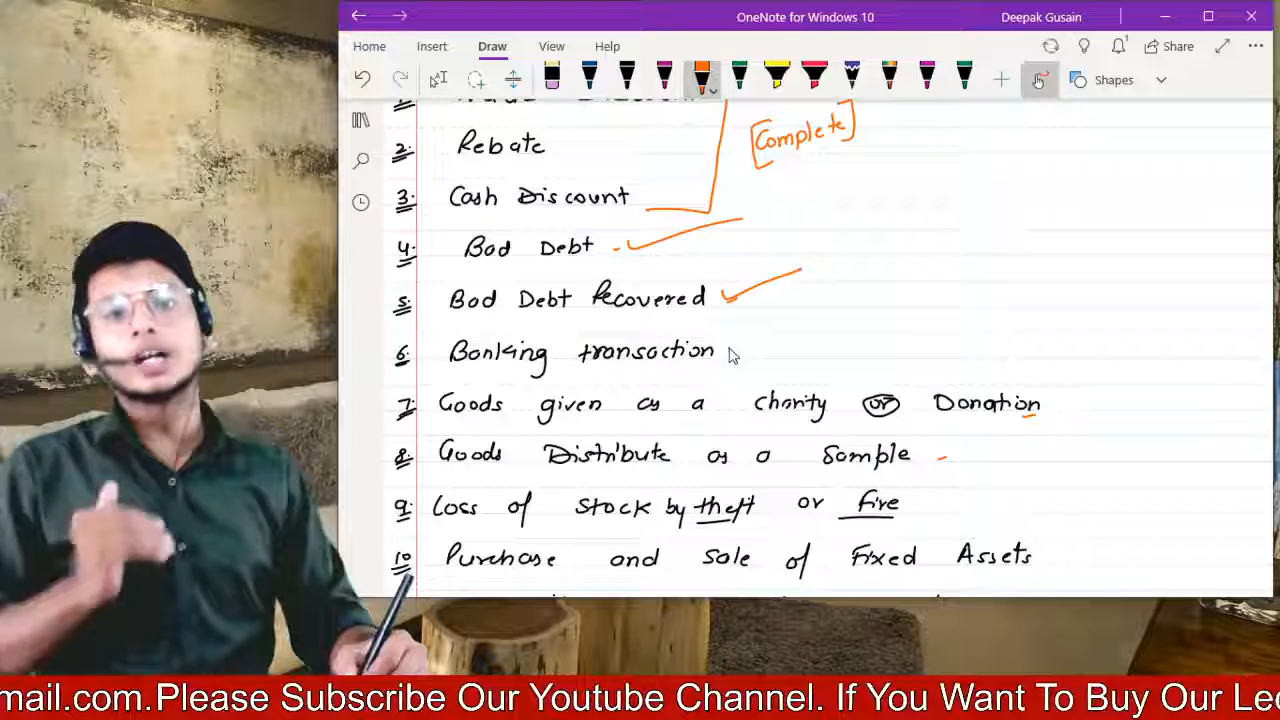 OneNote for Windows 10
Deepak Gusain
Home Insert Draw View Help
Share
Shapes
1.
2. Rebate
[Complete]
3. Cash Discount
4. Bad Debt
5. Bad Debt Recovered
6. Banking transaction
7. Goods given as a charity or Donation
8. Goods Distribute as a Sample
9. Loss of Stock by theft or fire
10 Purchase and Sale of Fixed Assets
mail.com.Please Subscribe Our Youtube Channel. If You Want To Buy Our Le